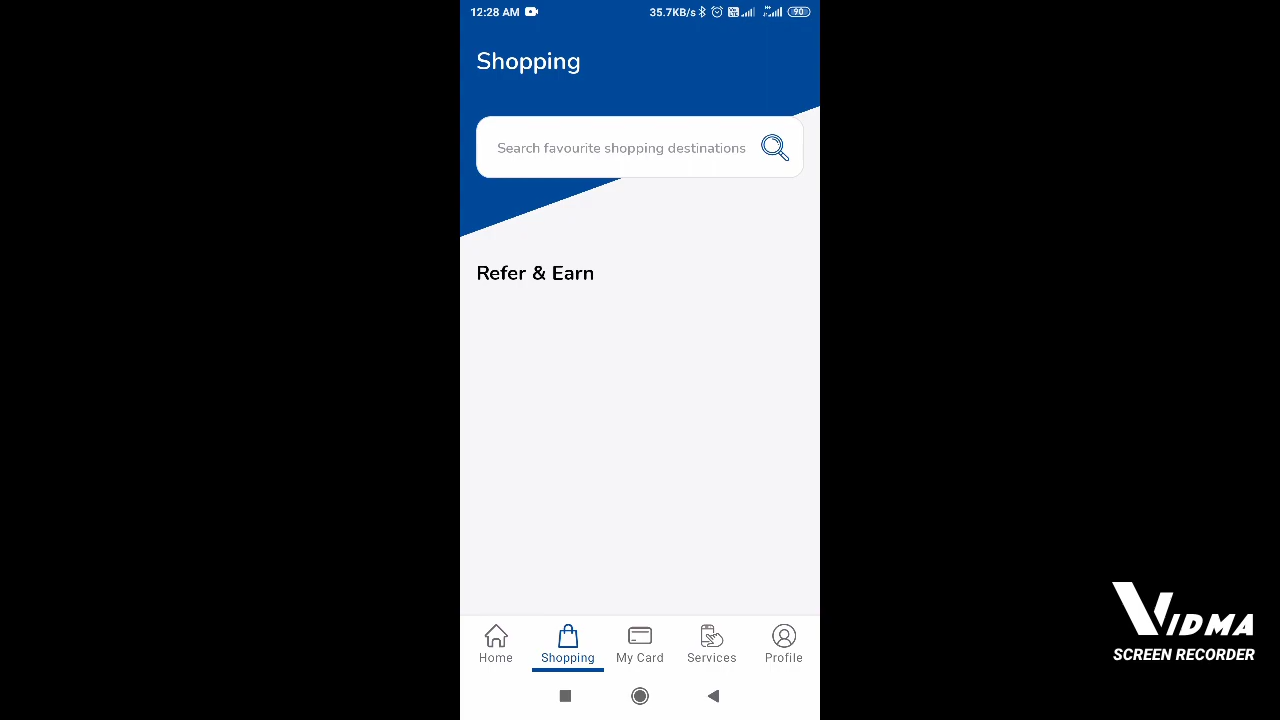 12:28 AM 35.7KB/s 90
Shopping
Search favourite shopping destinations
Refer & Earn
Home Shopping My Card Services Profile
VIDMA
SCREEN RECORDER